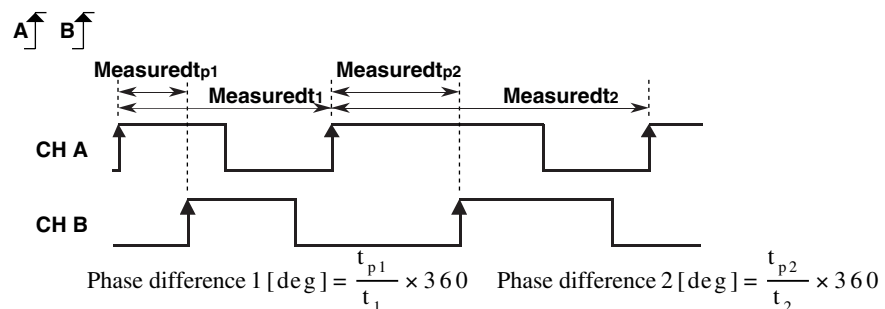 A B
Measuredtp1 Measuredtp2
Measuredt1 Measuredt2
CH A
CH B
Phase difference 1 [deg] = tp1/t1 × 360 Phase difference 2 [deg] = tp2/t2 × 360